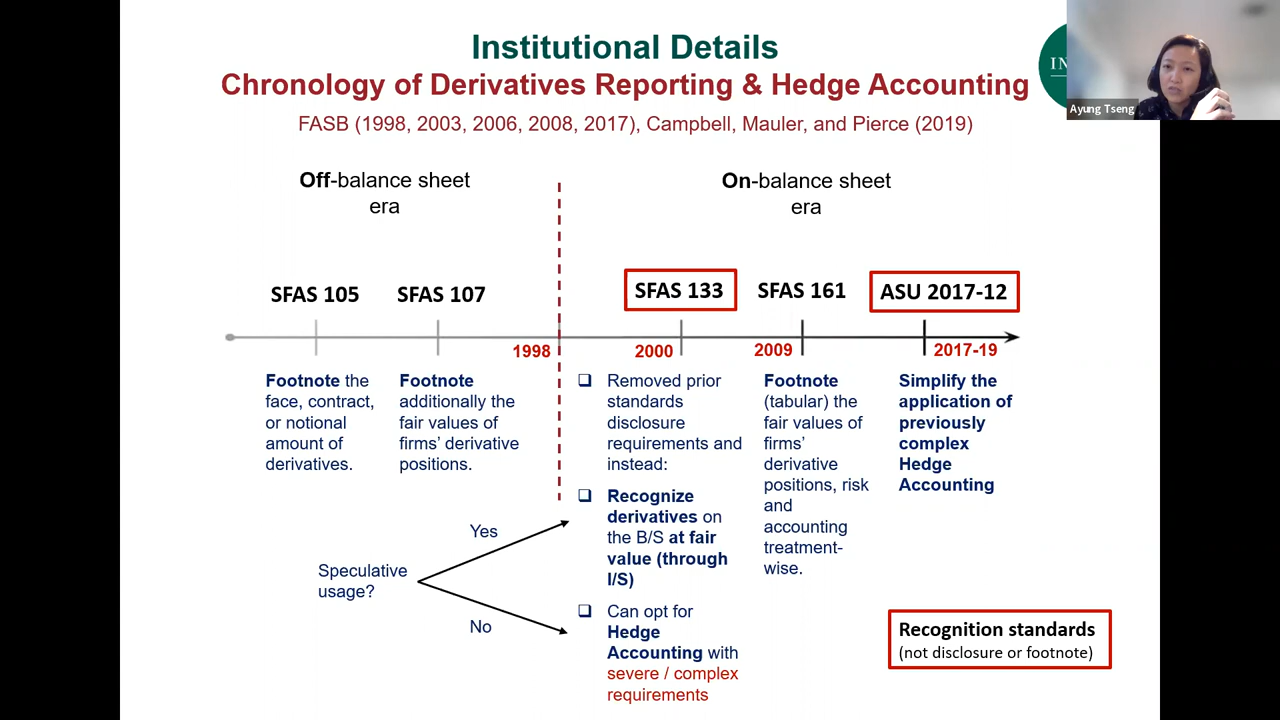 Institutional Details
Chronology of Derivatives Reporting & Hedge Accounting
FASB (1998, 2003, 2006, 2008, 2017), Campbell, Mauler, and Pierce (2019)
IN
Ayung Tseng
Off-balance sheet
era
On-balance sheet
era
SFAS 105
SFAS 107
SFAS 133
SFAS 161
ASU 2017-12
1998
2000
2009
2017-19
Footnote the
face, contract,
or notional
amount of
derivatives.
Footnote
additionally the
fair values of
firms' derivative
positions.
Removed prior
standards
disclosure
requirements and
instead:
Recognize
derivatives on
the B/S at fair
value (through
I/S)
Can opt for
Hedge
Accounting with
severe / complex
requirements
Footnote
(tabular) the
fair values of
firms'
derivative
positions, risk
and
accounting
treatment-
wise.
Simplify the
application of
previously
complex
Hedge
Accounting
Speculative
usage?
Yes
No
Recognition standards
(not disclosure or footnote)